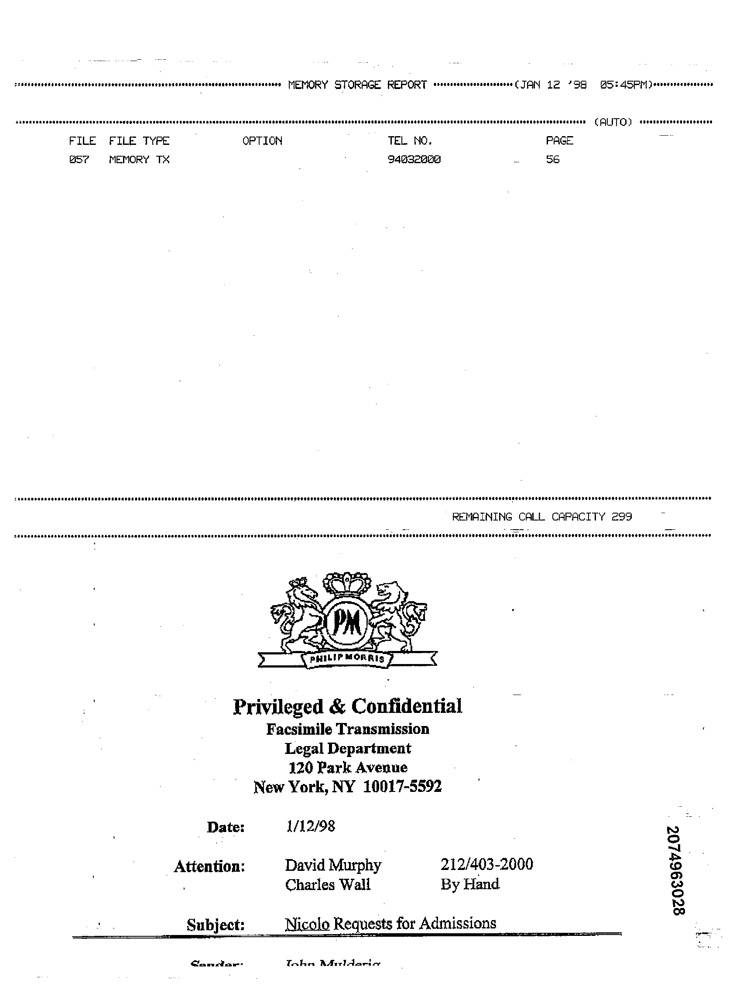 MEMORY STORAGE REPORT (JAN 12 '98 05:45PM)
(AUTO)
FILE FILE TYPE OPTION TEL NO. PAGE
057 MEMORY TX 94032000 56
REMAINING CALL CAPACITY 299
PM
PHILIP MORRIS
Privileged & Confidential
Facsimile Transmission
Legal Department
120 Park Avenue
New York, NY 10017-5592
Date: 1/12/98
Attention: David Murphy 212/403-2000
Charles Wall By Hand
Subject: Nicolo Requests for Admissions
Sender: John Mulderig
2074963028